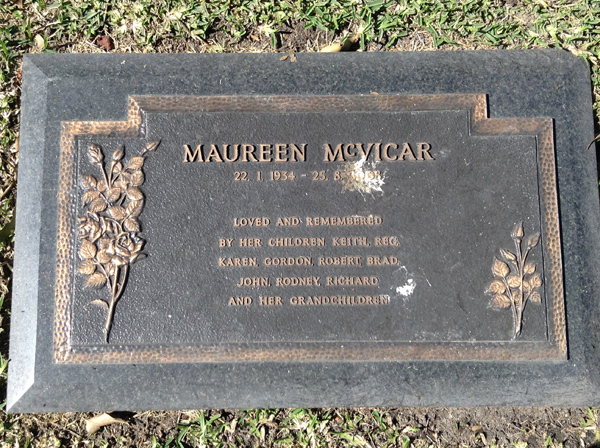 MAUREEN McVICAR
22. 1. 1934 - 25. 8.
LOVED AND REMEMBERED
BY HER CHILDREN KEITH, REG,
KAREN, GORDON, ROBERT, BRAD,
JOHN, RODNEY, RICHARD
AND HER GRANDCHILDREN